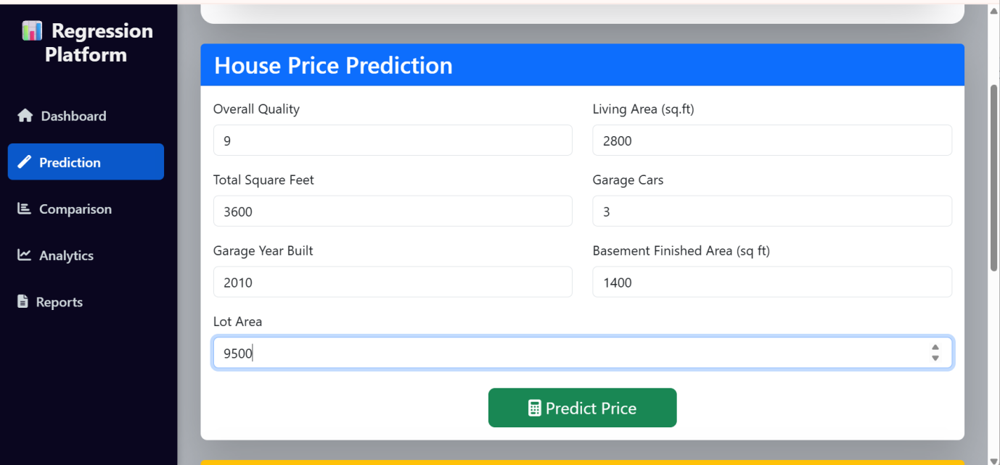 Regression
Platform
Dashboard
Prediction
Comparison
Analytics
Reports
House Price Prediction
Overall Quality
9
Living Area (sq.ft)
2800
Total Square Feet
3600
Garage Cars
3
Garage Year Built
2010
Basement Finished Area (sq ft)
1400
Lot Area
9500
Predict Price